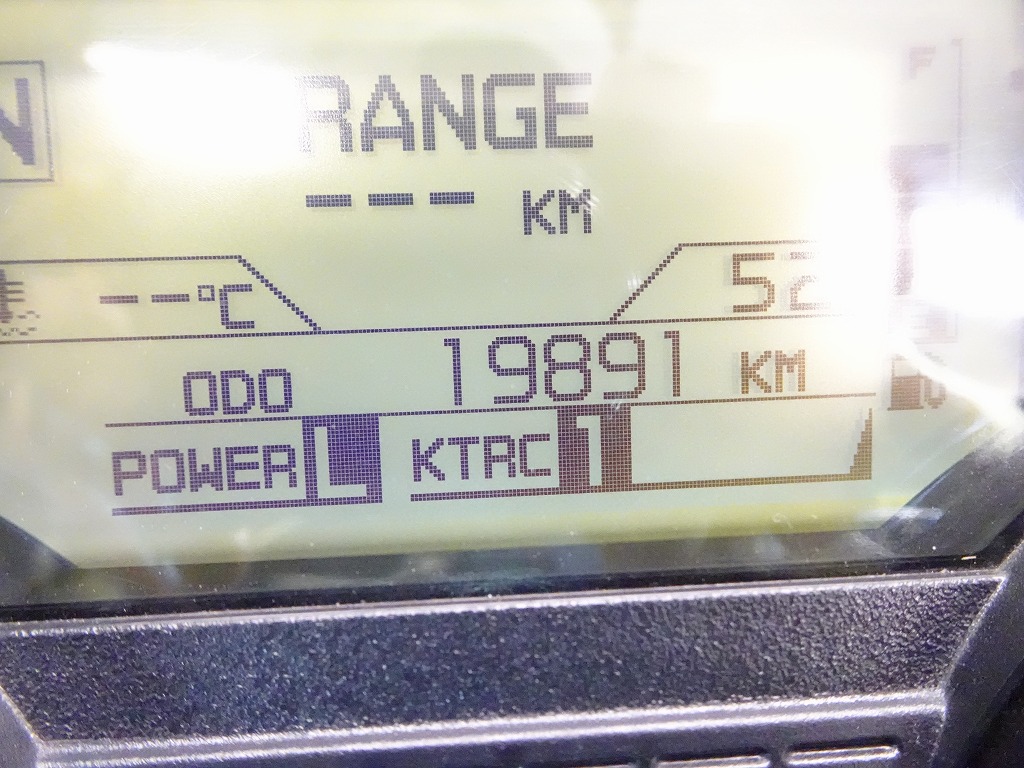 N
RANGE
--- KM
--°C 52
ODO 19891 KM
POWER L KTRC 1